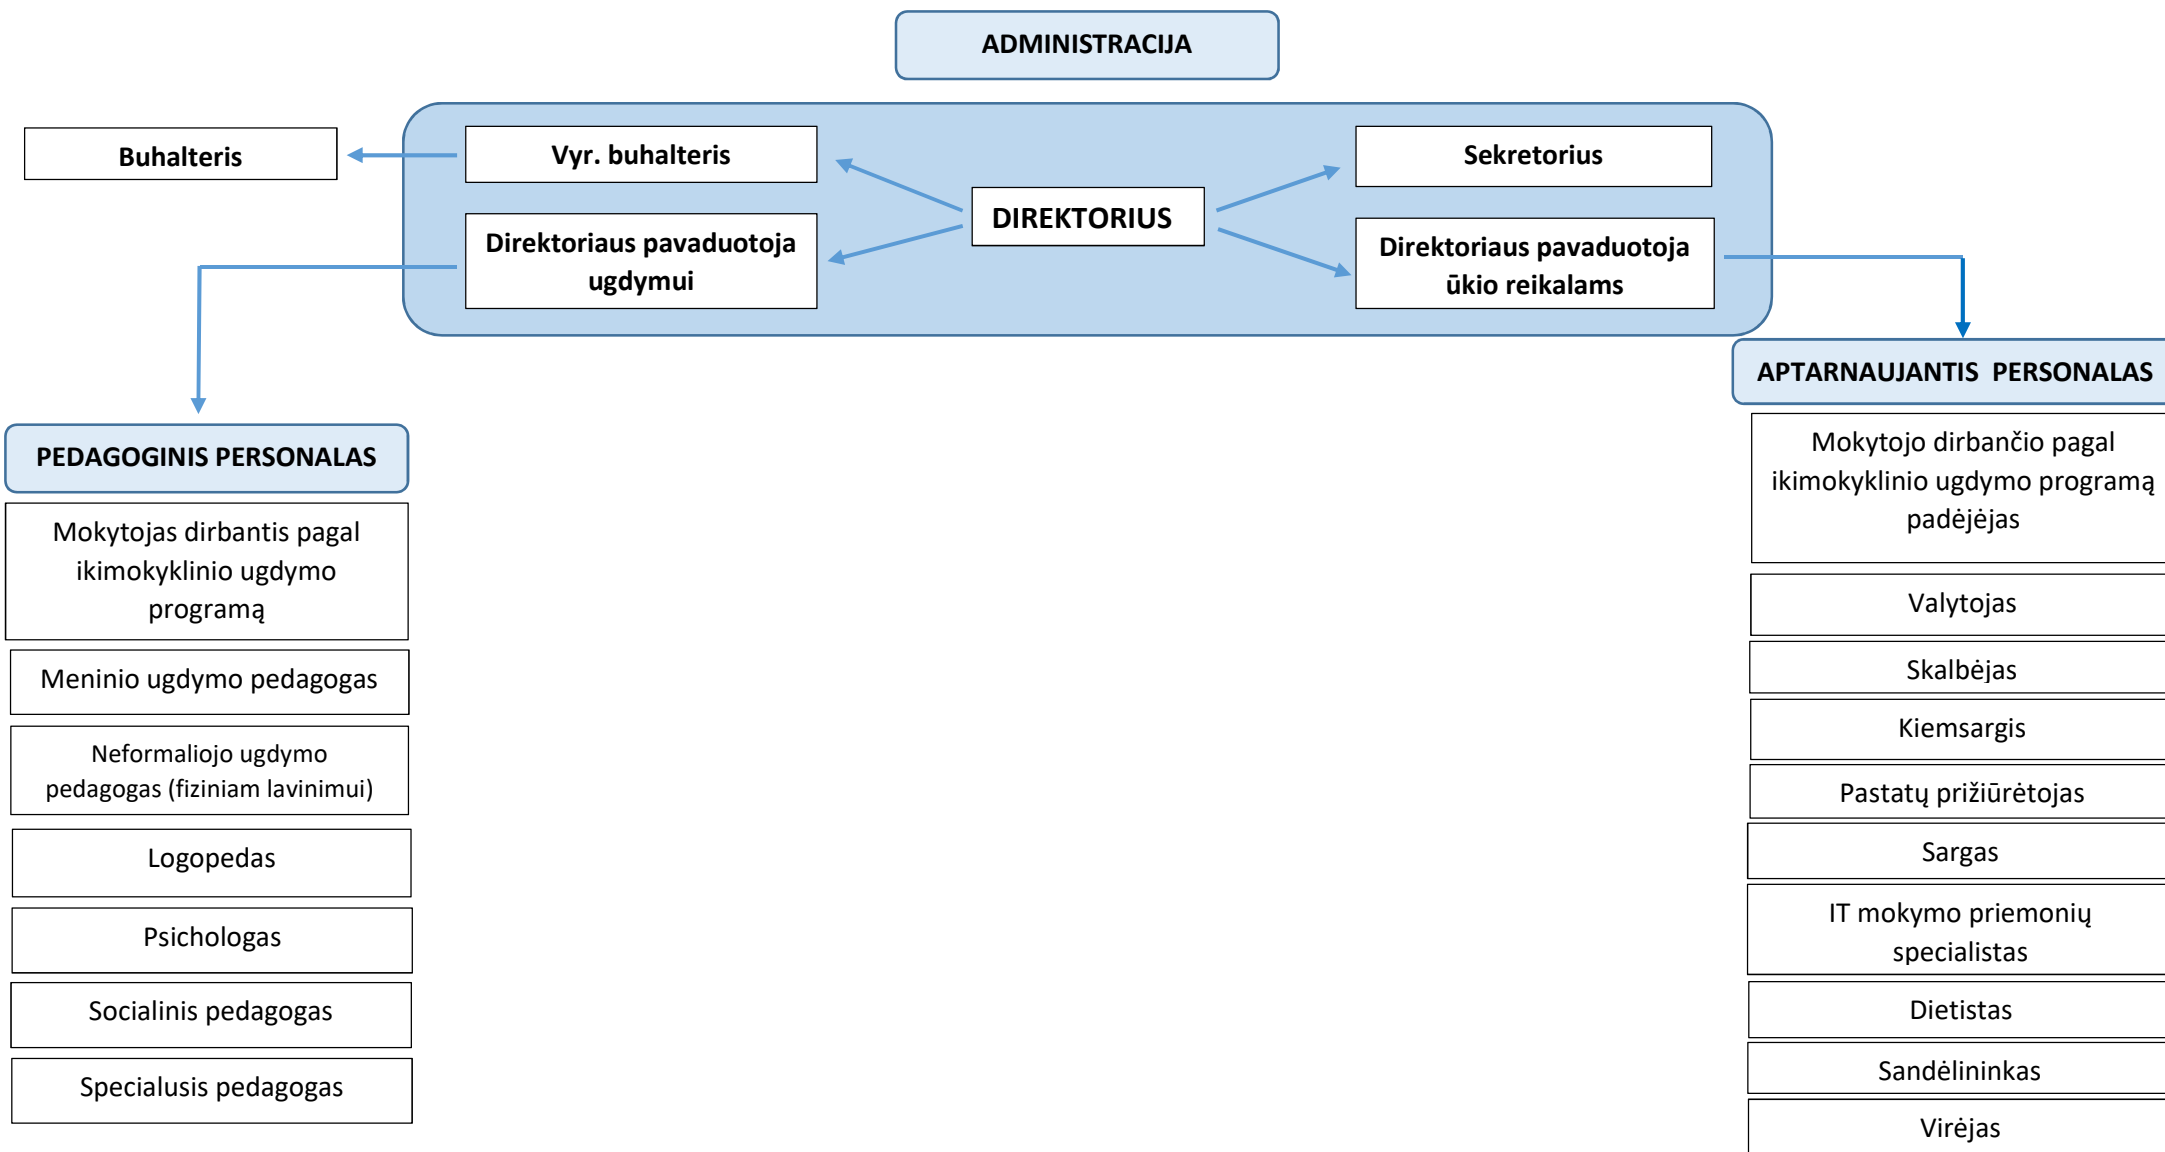 ADMINISTRACIJA
Buhalteris
Vyr. buhalteris
Sekretorius
DIREKTORIUS
Direktoriaus pavaduotoja
ugdymui
Direktoriaus pavaduotoja
ūkio reikalams
PEDAGOGINIS PERSONALAS
Mokytojas dirbantis pagal
ikimokyklinio ugdymo
programą
Meninio ugdymo pedagogas
Neformaliojo ugdymo
pedagogas (fiziniam lavinimui)
Logopedas
Psichologas
Socialinis pedagogas
Specialusis pedagogas
APTARNAUJANTIS PERSONALAS
Mokytojo dirbančio pagal
ikimokyklinio ugdymo programą
padėjėjas
Valytojas
Skalbėjas
Kiemsargis
Pastatų prižiūrėtojas
Sargas
IT mokymo priemonių
specialistas
Dietistas
Sandėlininkas
Virėjas